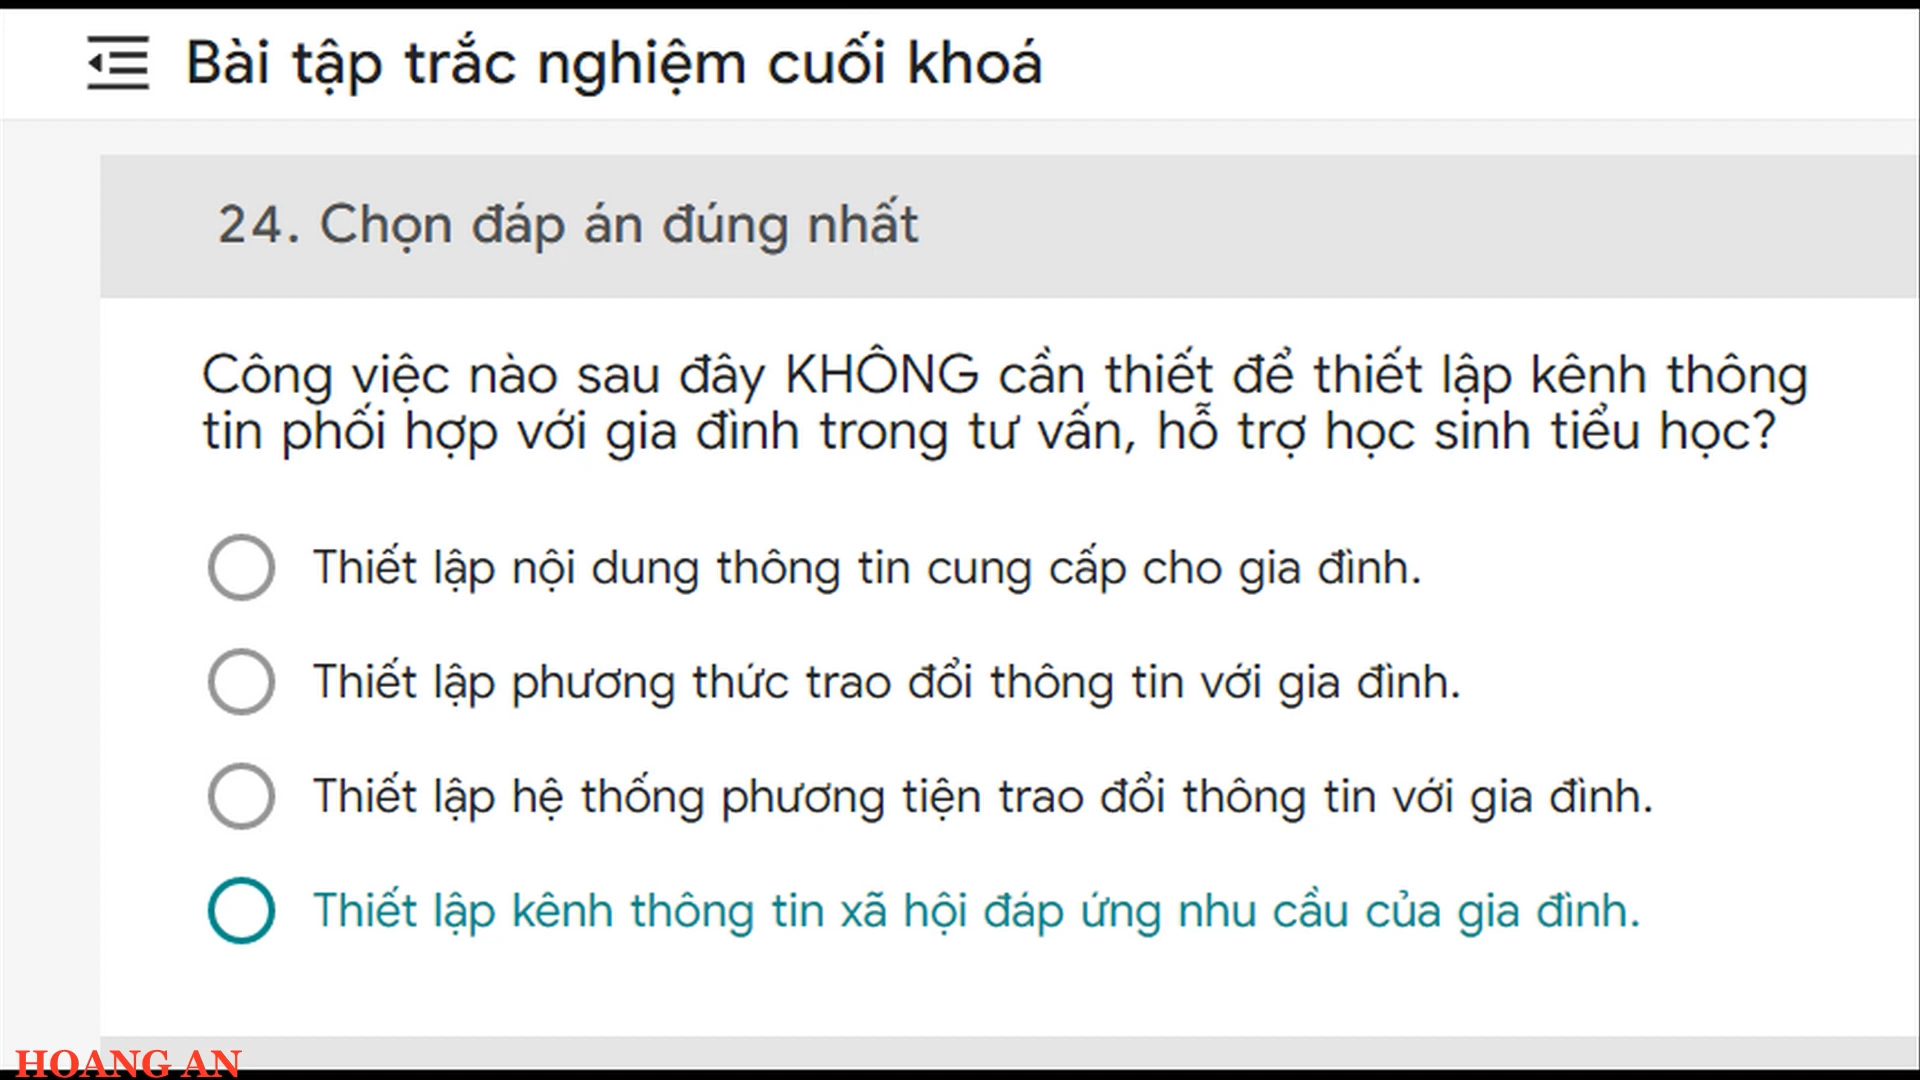 Bài tập trắc nghiệm cuối khoá
24. Chọn đáp án đúng nhất
Công việc nào sau đây KHÔNG cần thiết để thiết lập kênh thông
tin phối hợp với gia đình trong tư vấn, hỗ trợ học sinh tiểu học?
Thiết lập nội dung thông tin cung cấp cho gia đình.
Thiết lập phương thức trao đổi thông tin với gia đình.
Thiết lập hệ thống phương tiện trao đổi thông tin với gia đình.
Thiết lập kênh thông tin xã hội đáp ứng nhu cầu của gia đình.
HOANG AN